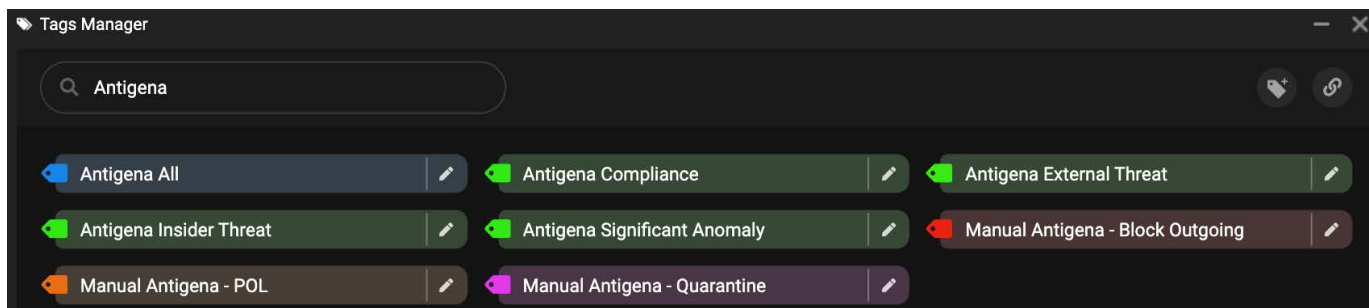 Tags Manager
Antigena
Antigena All
Antigena Compliance
Antigena External Threat
Antigena Insider Threat
Antigena Significant Anomaly
Manual Antigena - Block Outgoing
Manual Antigena - POL
Manual Antigena - Quarantine